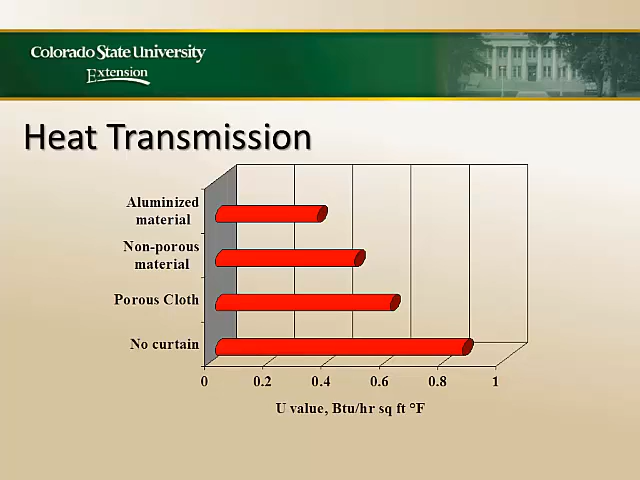 Colorado State University
Extension
Heat Transmission
Aluminized
material
Non-porous
material
Porous Cloth
No curtain
0 0.2 0.4 0.6 0.8 1
U value, Btu/hr sq ft °F